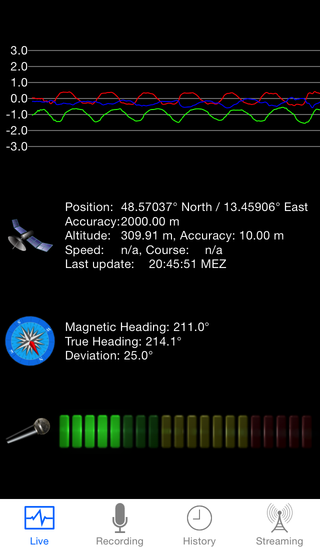 3.0
2.0
1.0
0.0
-1.0
-2.0
-3.0
Position: 48.57037° North / 13.45906° East
Accuracy:2000.00 m
Altitude: 309.91 m, Accuracy: 10.00 m
Speed: n/a, Course: n/a
Last update: 20:45:51 MEZ
Magnetic Heading: 211.0°
True Heading: 214.1°
Deviation: 25.0°
Live Recording History Streaming